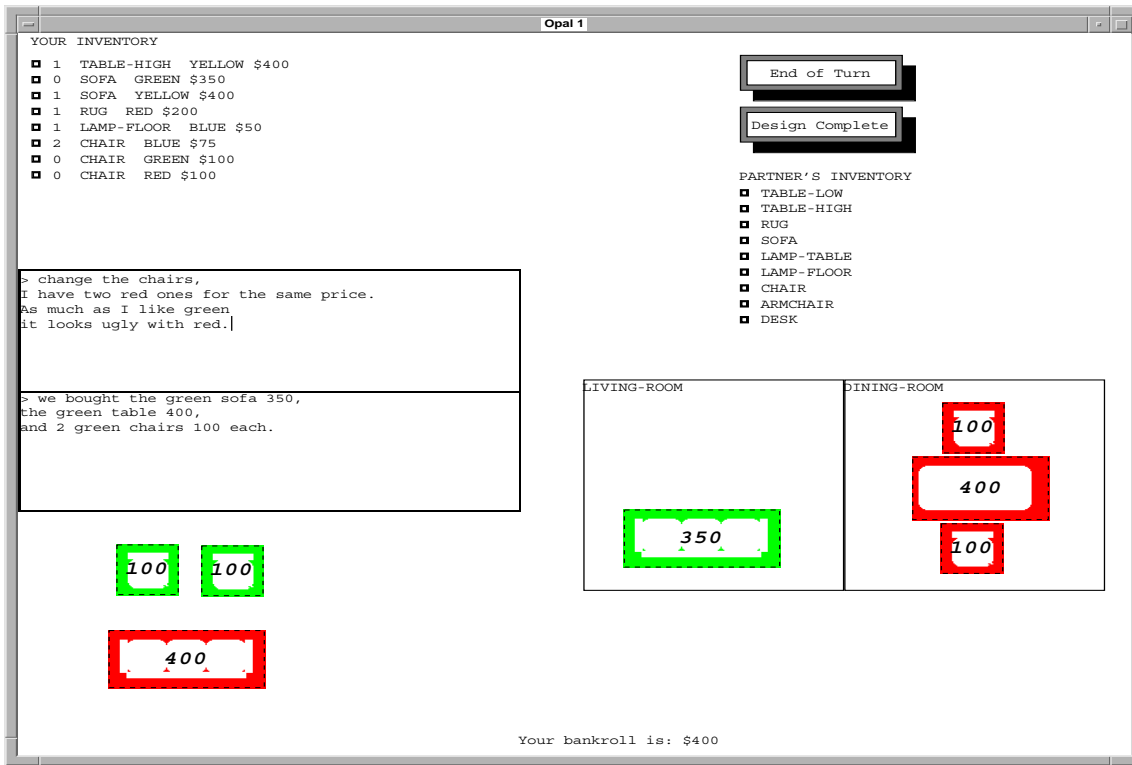 Opal 1
YOUR INVENTORY
1 TABLE-HIGH YELLOW $400
0 SOFA GREEN $350
1 SOFA YELLOW $400
1 RUG RED $200
1 LAMP-FLOOR BLUE $50
2 CHAIR BLUE $75
0 CHAIR GREEN $100
0 CHAIR RED $100
End of Turn
Design Complete
PARTNER'S INVENTORY
TABLE-LOW
TABLE-HIGH
RUG
SOFA
LAMP-TABLE
LAMP-FLOOR
CHAIR
ARMCHAIR
DESK
> change the chairs,
I have two red ones for the same price.
As much as I like green
it looks ugly with red.
> we bought the green sofa 350,
the green table 400,
and 2 green chairs 100 each.
LIVING-ROOM
DINING-ROOM
100
400
350
100
100
100
400
Your bankroll is: $400